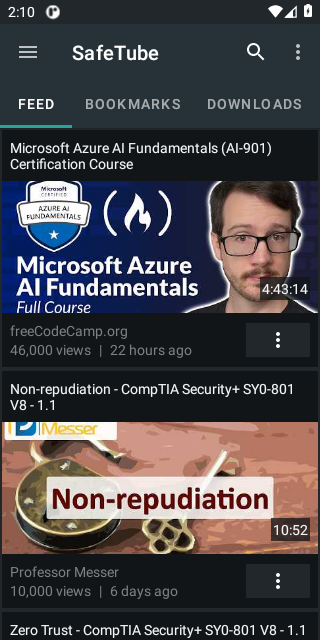 2:10
SafeTube
FEED BOOKMARKS DOWNLOADS
Microsoft Azure AI Fundamentals (AI-901)
Certification Course
Microsoft
CERTIFIED
AZURE AI
FUNDAMENTALS
Microsoft Azure
AI Fundamentals
Full Course
4:43:14
freeCodeCamp.org
46,000 views | 22 hours ago
Non-repudiation - CompTIA Security+ SY0-801
V8 - 1.1
Messer
Non-repudiation
10:52
Professor Messer
10,000 views | 6 days ago
Zero Trust - CompTIA Security+ SY0-801 V8 - 1.1